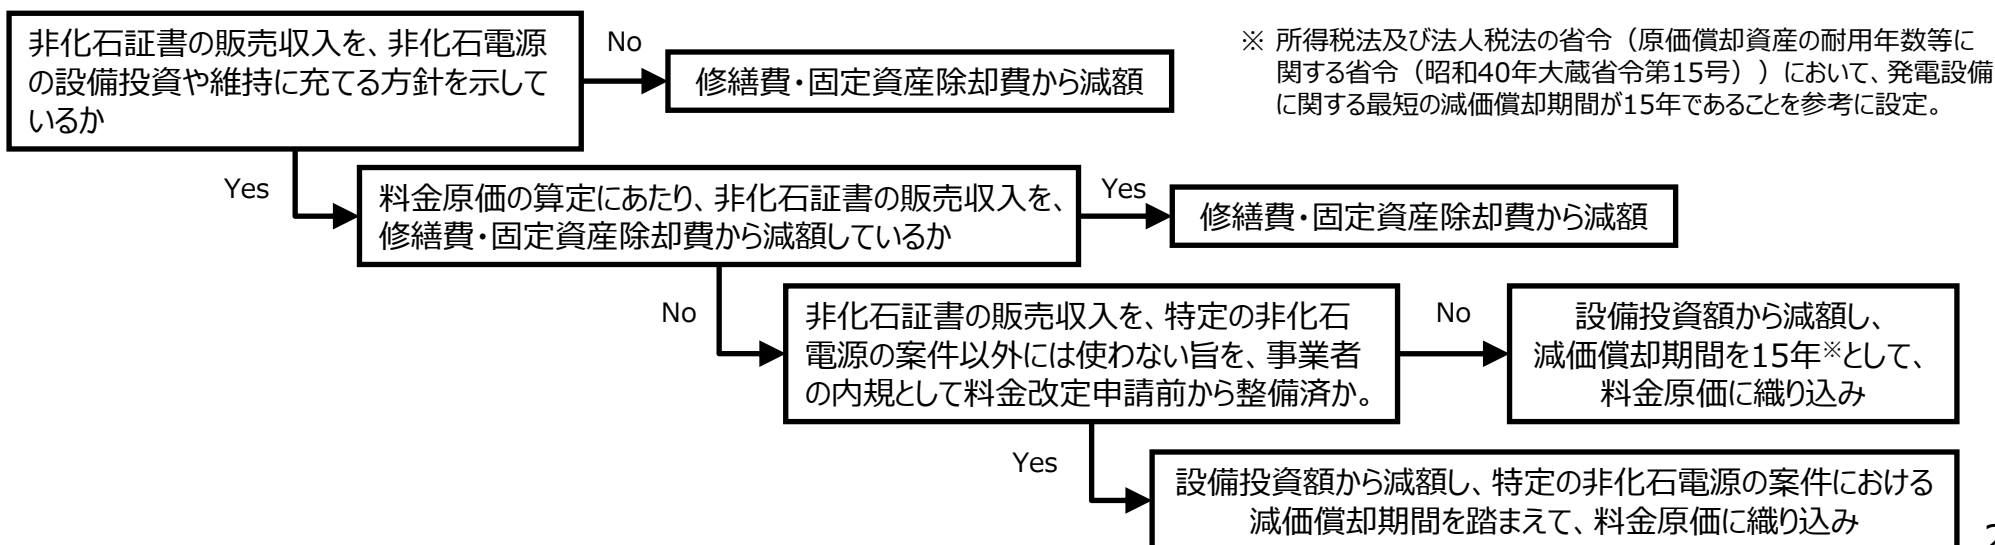 非化石証書の販売収入を、非化石電源
の設備投資や維持に充てる方針を示して
いるか
No
修繕費・固定資産除却費から減額
※ 所得税法及び法人税法の省令（原価償却資産の耐用年数等に
関する省令（昭和40年大蔵省令第15号））において、発電設備
に関する最短の減価償却期間が15年であることを参考に設定。
Yes
料金原価の算定にあたり、非化石証書の販売収入を、
修繕費・固定資産除却費から減額しているか
Yes
修繕費・固定資産除却費から減額
No
非化石証書の販売収入を、特定の非化石
電源の案件以外には使わない旨を、事業者
の内規として料金改定申請前から整備済か。
No
設備投資額から減額し、
減価償却期間を15年※として、
料金原価に織り込み
Yes
設備投資額から減額し、特定の非化石電源の案件における
減価償却期間を踏まえて、料金原価に織り込み